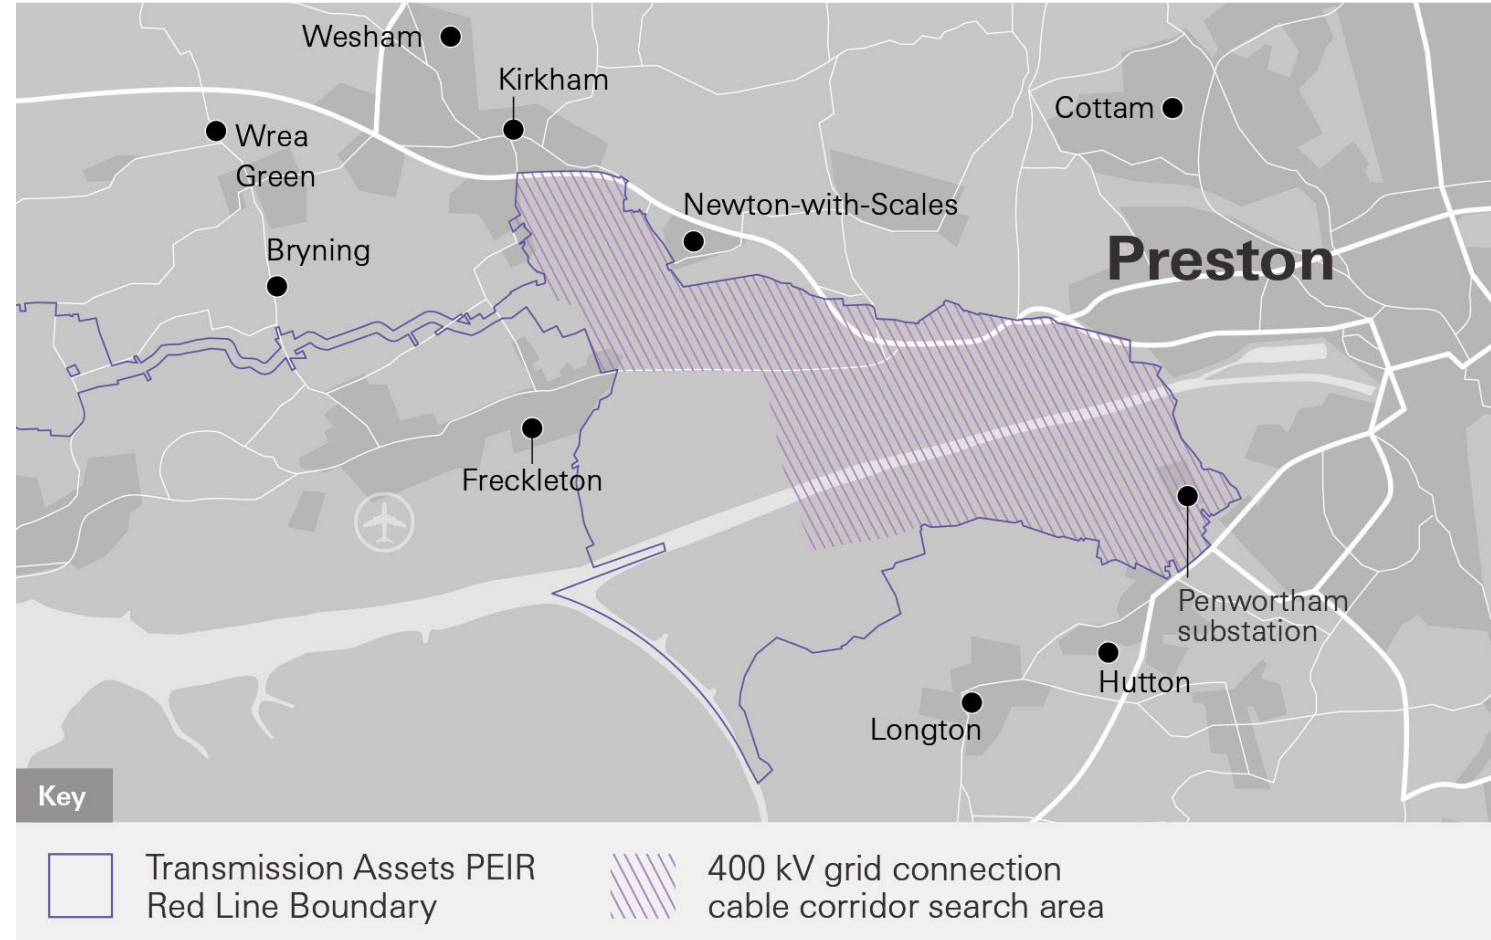 Wesham
Kirkham
Cottam
Wrea
Green
Newton-with-Scales
Bryning
Preston
Freckleton
Penwortham
substation
Hutton
Longton
Key
Transmission Assets PEIR
Red Line Boundary
400 kV grid connection
cable corridor search area